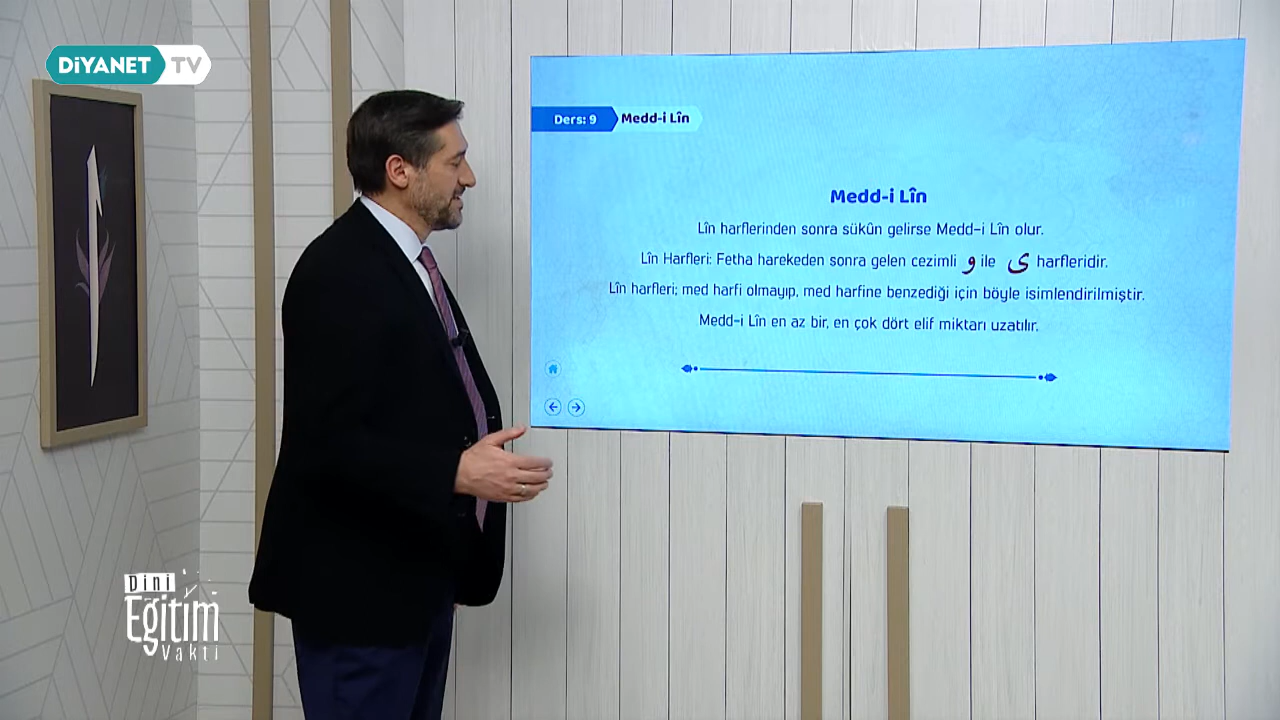 DiYANET TV
Ders: 9 Medd-i Lîn
Medd-i Lîn
Lîn harflerinden sonra sükûn gelirse Medd-i Lîn olur.
Lîn Harfleri: Fetha harekeden sonra gelen cezimli و ile ى harfleridir.
Lîn harfleri; med harfi olmayıp, med harfine benzediği için böyle isimlendirilmiştir.
Medd-i Lîn en az bir, en çok dört elif miktarı uzatılır.
Dini
Eğitim
Vakti